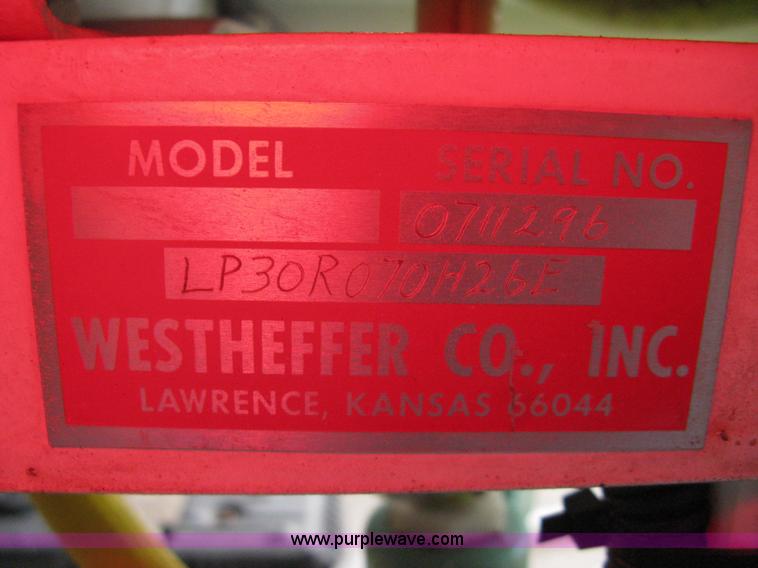 MODEL SERIAL NO.
0711296
LP30R070H26E
WESTHEFFER CO., INC.
LAWRENCE, KANSAS 66044
www.purplewave.com